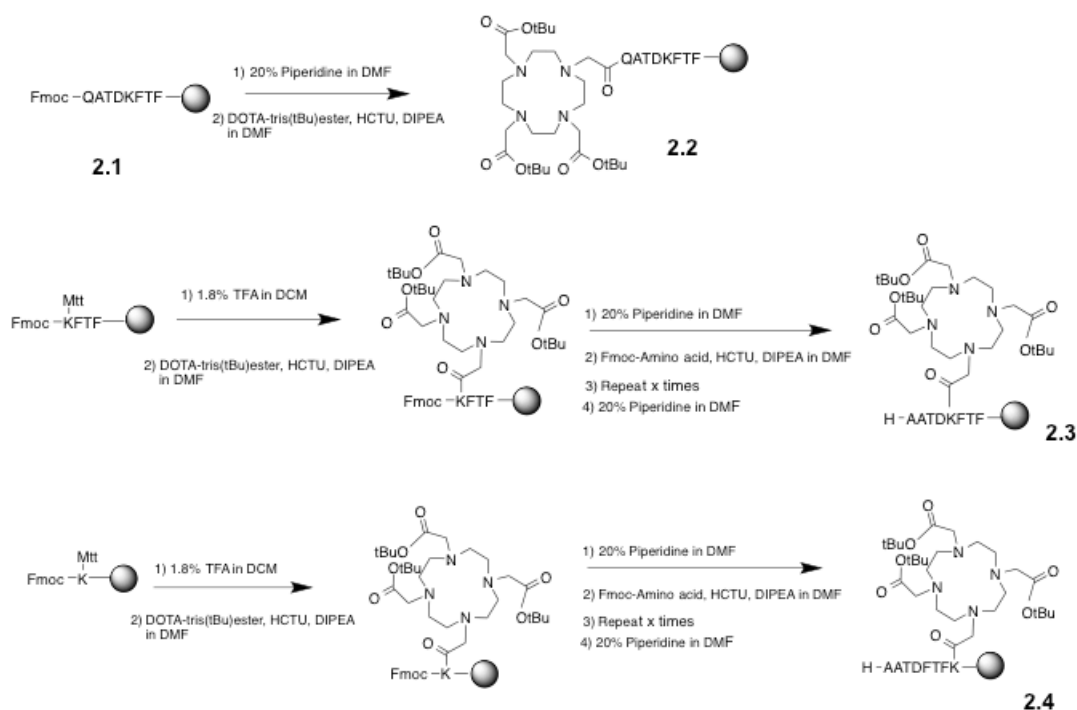 O
OtBu
O
QATDKFTF
N
N
O
1) 20% Piperidine in DMF
Fmoc
QATDKFTF
2) DOTA-tris(tBu)ester, HCTU, DIPEA
in DMF
N
N
2.1
O
OtBu
O
OtBu
2.2
O
tBuO
N
OtBu
O
N
N
O
OtBu
N
O
Mtt
Fmoc
KFTF
1) 1.8% TFA in DCM
2) DOTA-tris(tBu)ester, HCTU, DIPEA
in DMF
Fmoc
KFTF
1) 20% Piperidine in DMF
2) Fmoc-Amino acid, HCTU, DIPEA in DMF
3) Repeat x times
4) 20% Piperidine in DMF
O
tBuO
N
OtBu
O
N
N
O
OtBu
N
O
H
AATDKFTF
2.3
O
tBuO
N
OtBu
O
N
N
O
OtBu
N
O
Mtt
Fmoc
K
1) 1.8% TFA in DCM
2) DOTA-tris(tBu)ester, HCTU, DIPEA
in DMF
Fmoc
K
1) 20% Piperidine in DMF
2) Fmoc-Amino acid, HCTU, DIPEA in DMF
3) Repeat x times
4) 20% Piperidine in DMF
O
tBuO
N
OtBu
O
N
N
O
OtBu
N
O
H
AATDFTFK
2.4